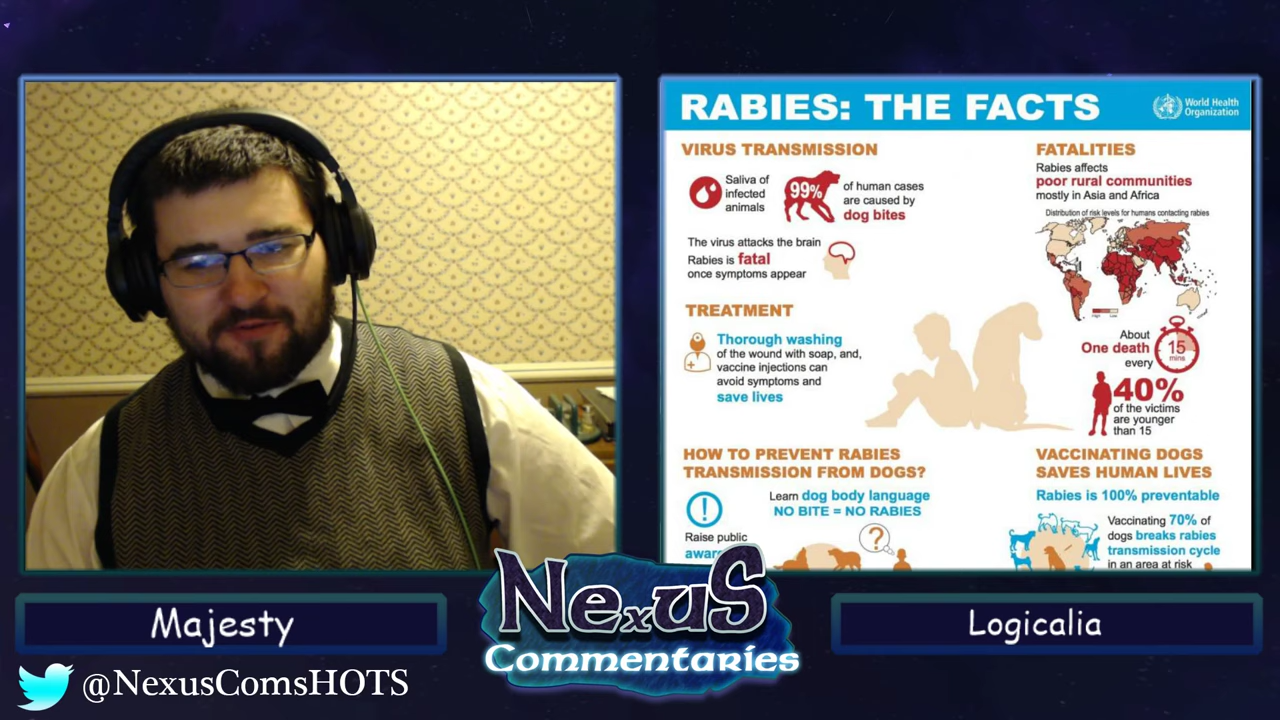 RABIES: THE FACTS
World Health
Organization
VIRUS TRANSMISSION
Saliva of
infected
animals
99%
of human cases
are caused by
dog bites
The virus attacks the brain
Rabies is fatal
once symptoms appear
FATALITIES
Rabies affects
poor rural communities
mostly in Asia and Africa
Distribution of risk levels for humans contacting rabies
About
One death
every
15
mins
40%
of the victims
are younger
than 15
TREATMENT
Thorough washing
of the wound with soap, and,
vaccine injections can
avoid symptoms and
save lives
HOW TO PREVENT RABIES
TRANSMISSION FROM DOGS?
!
Raise public
Learn dog body language
NO BITE = NO RABIES
?
VACCINATING DOGS
SAVES HUMAN LIVES
Rabies is 100% preventable
Vaccinating 70% of
dogs breaks rabies
transmission cycle
in an area at risk
Majesty
Nexus
Commentaries
Logicalia
@NexusComsHOTS